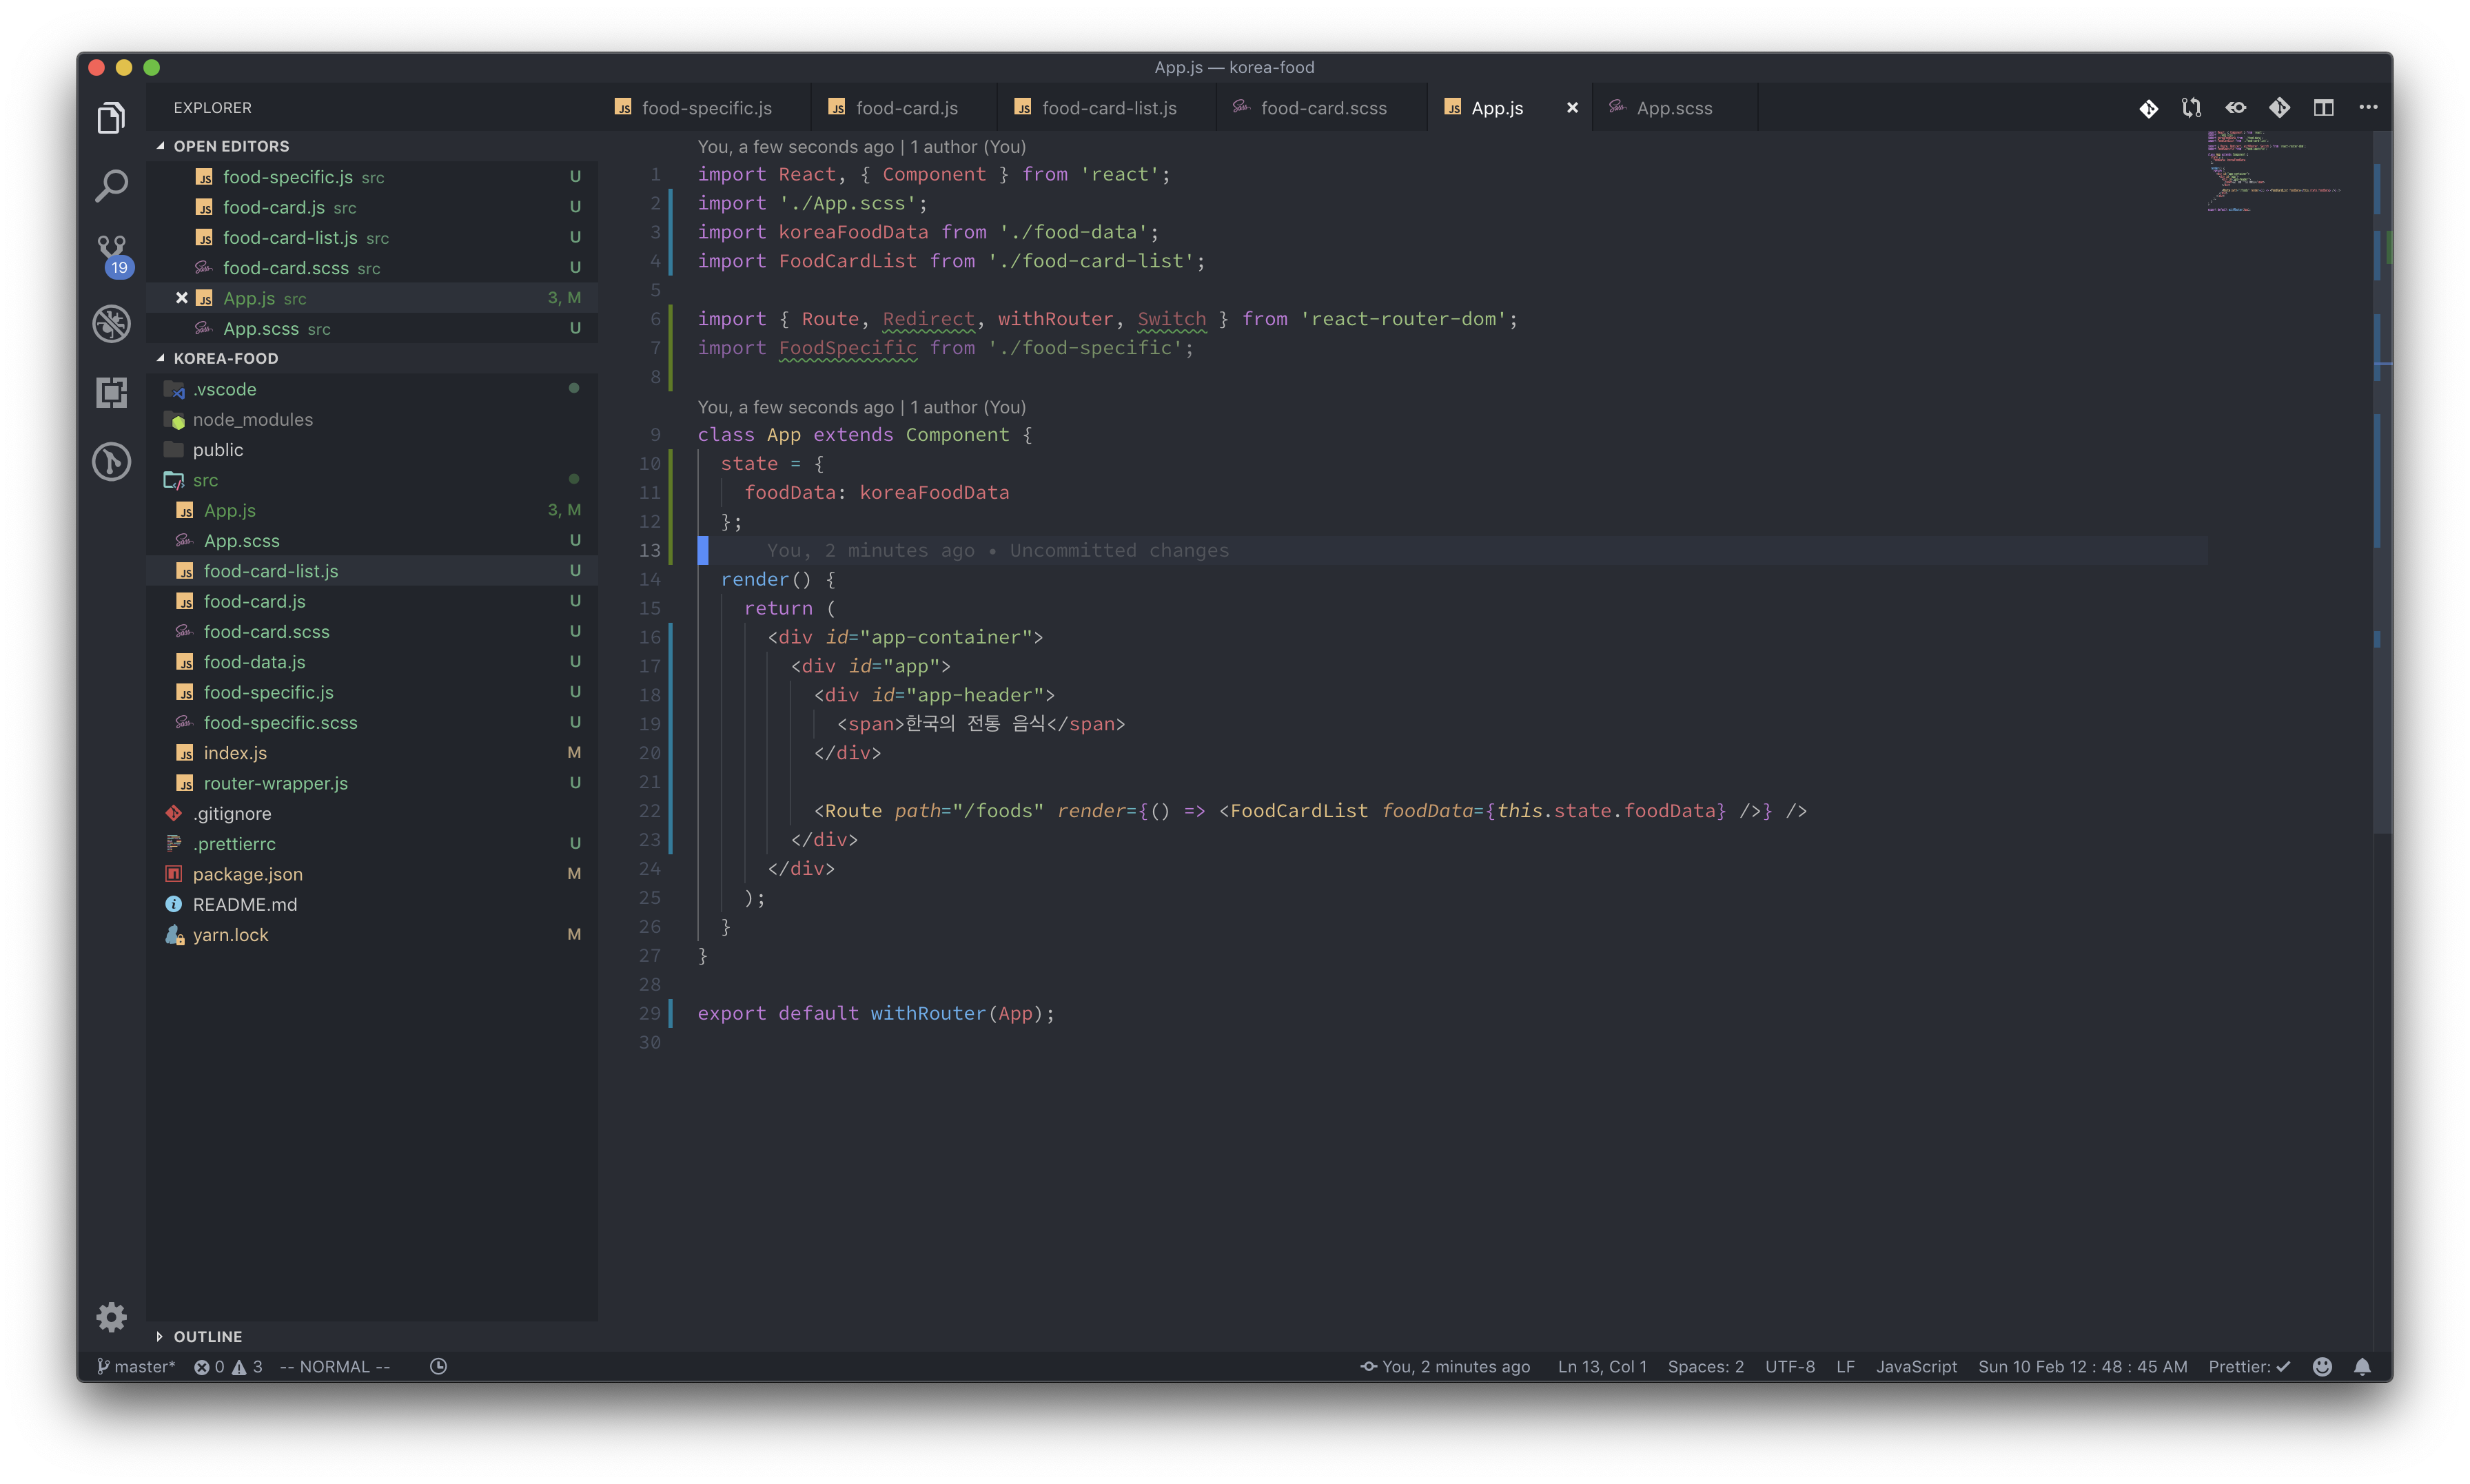 App.js — korea-food
EXPLORER
food-specific.js
food-card.js
food-card-list.js
food-card.scss
App.js
App.scss
OPEN EDITORS
food-specific.js src U
food-card.js src U
food-card-list.js src U
food-card.scss src U
App.js src 3, M
App.scss src U
KOREA-FOOD
.vscode
node_modules
public
src
App.js 3, M
App.scss U
food-card-list.js U
food-card.js U
food-card.scss U
food-data.js U
food-specific.js U
food-specific.scss U
index.js M
router-wrapper.js U
.gitignore
.prettierrc U
package.json M
README.md
yarn.lock M
OUTLINE
19
You, a few seconds ago | 1 author (You)
1 import React, { Component } from 'react';
2 import './App.scss';
3 import koreaFoodData from './food-data';
4 import FoodCardList from './food-card-list';
5
6 import { Route, Redirect, withRouter, Switch } from 'react-router-dom';
7 import FoodSpecific from './food-specific';
8
You, a few seconds ago | 1 author (You)
9 class App extends Component {
10 state = {
11 foodData: koreaFoodData
12 };
13 You, 2 minutes ago • Uncommitted changes
14 render() {
15 return (
16 <div id="app-container">
17 <div id="app">
18 <div id="app-header">
19 <span>한국의 전통 음식</span>
20 </div>
21
22 <Route path="/foods" render={() => <FoodCardList foodData={this.state.foodData} />} />
23 </div>
24 </div>
25 );
26 }
27 }
28
29 export default withRouter(App);
30
master* 0 3 -- NORMAL -- You, 2 minutes ago Ln 13, Col 1 Spaces: 2 UTF-8 LF JavaScript Sun 10 Feb 12 : 48 : 45 AM Prettier: ✓